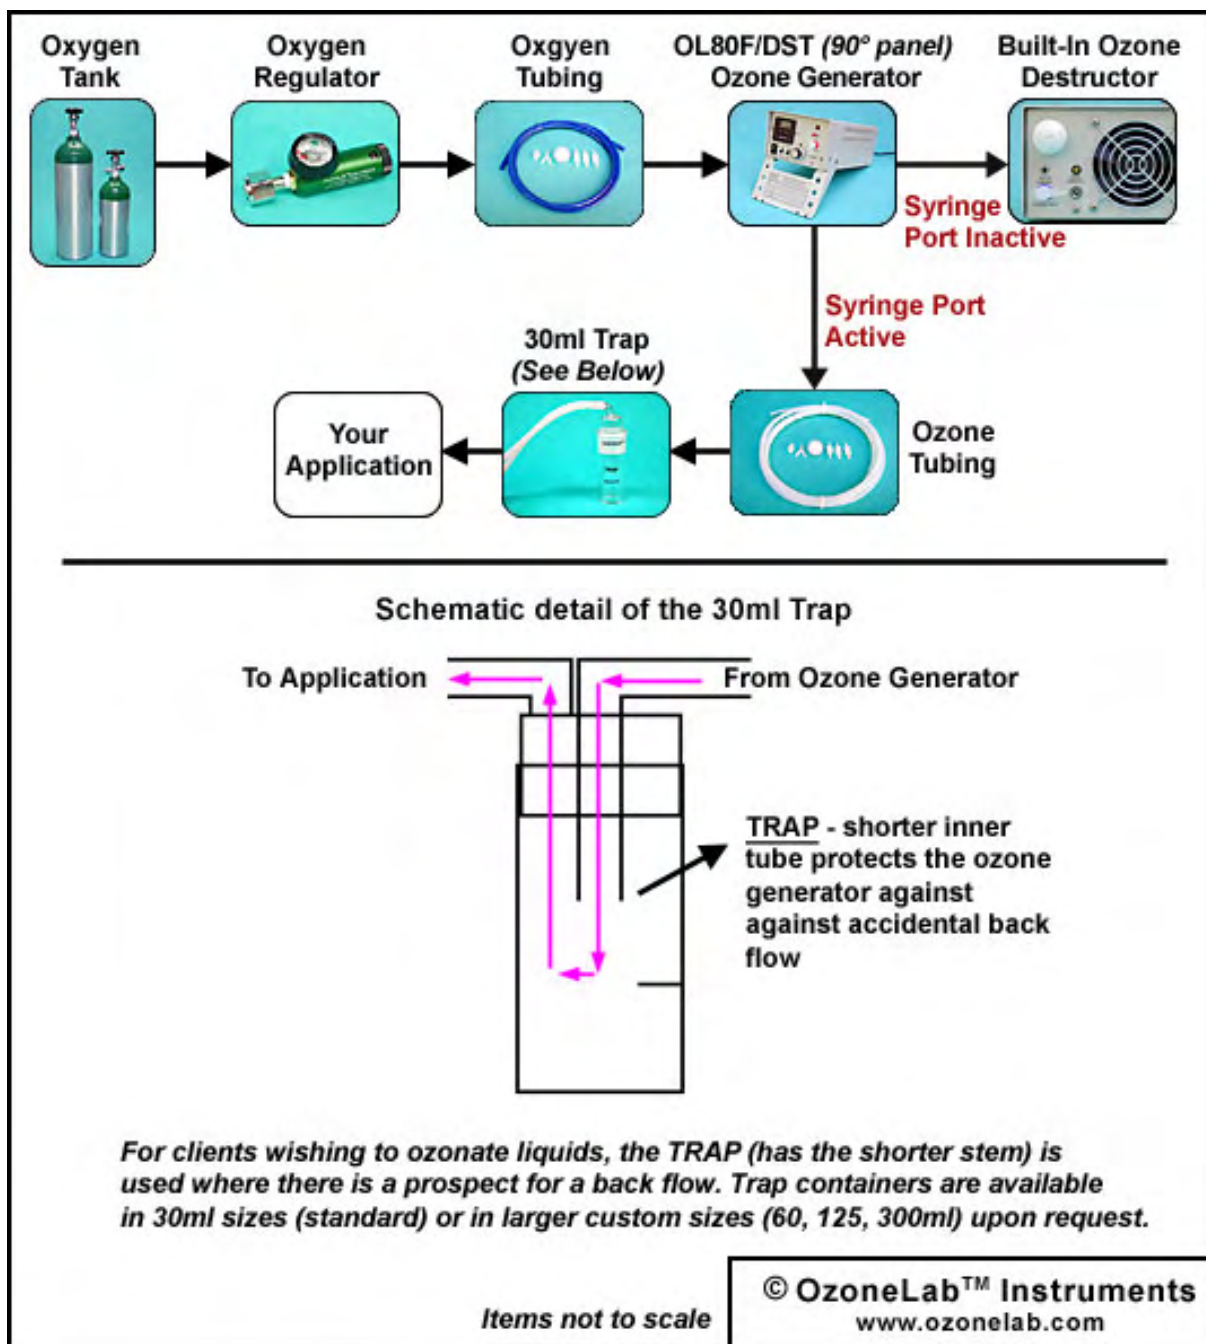 Oxygen
Tank
Oxygen
Regulator
Oxgyen
Tubing
OL80F/DST (90° panel)
Ozone Generator
Built-In Ozone
Destructor
Syringe
Port Inactive
Syringe Port
Active
30ml Trap
(See Below)
Your
Application
Ozone
Tubing
Schematic detail of the 30ml Trap
To Application
From Ozone Generator
TRAP - shorter inner
tube protects the ozone
generator against
against accidental back
flow
For clients wishing to ozonate liquids, the TRAP (has the shorter stem) is
used where there is a prospect for a back flow. Trap containers are available
in 30ml sizes (standard) or in larger custom sizes (60, 125, 300ml) upon request.
Items not to scale
© OzoneLab™ Instruments
www.ozonelab.com